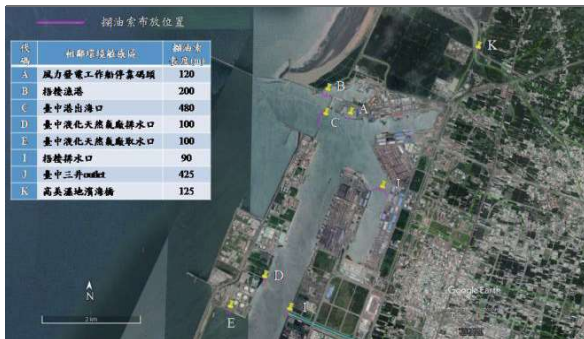 攔油索布放位置
代碼 相鄰環境敏感區 攔油索長度(m)
A 風力發電工作船停靠碼頭 120
B 梧棲漁港 200
C 臺中港出海口 480
D 臺中液化天然氣廠排水口 100
E 臺中液化天然氣廠取水口 100
I 梧棲排水口 90
J 臺中三井outlet 425
K 高美濕地濱海橋 125
K
B
A
C
J
D
I
E
N
2 km
Google Earth